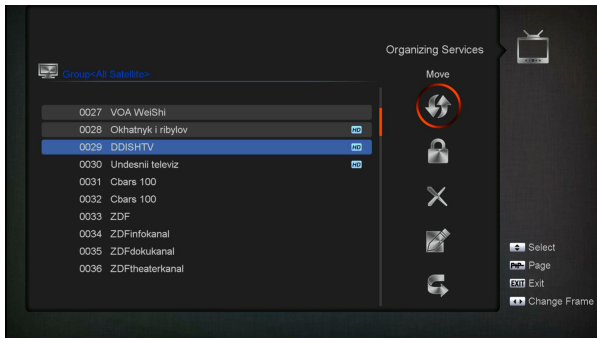 Organizing Services
Group<All Satellite>
Move
0027 VOA WeiShi
0028 Okhatnyk i ribylov HD
0029 DDISHTV HD
0030 Undesnii televiz HD
0031 Cbars 100
0032 Cbars 100
0033 ZDF
0034 ZDFinfokanal
0035 ZDFdokukanal
0036 ZDFtheaterkanal
Select
Page
EXIT Exit
Change Frame